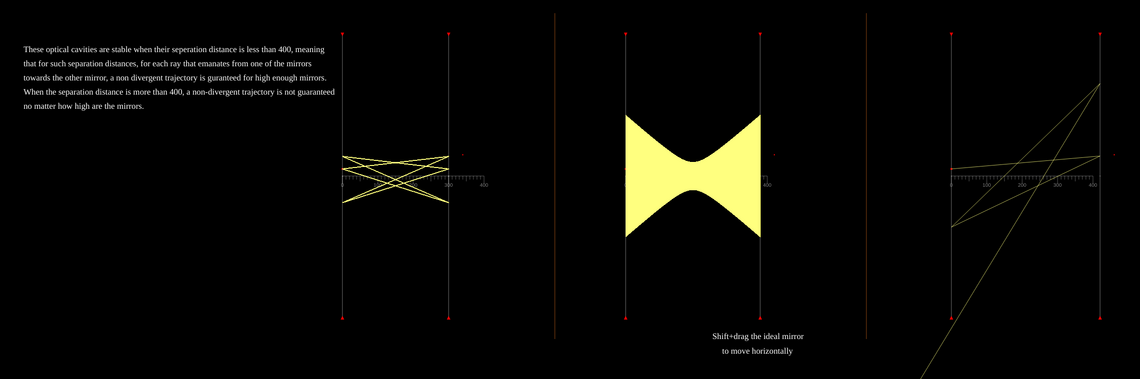 These optical cavities are stable when their seperation distance is less than 400, meaning
that for such separation distances, for each ray that emanates from one of the mirrors
towards the other mirror, a non divergent trajectory is guranteed for high enough mirrors.
When the separation distance is more than 400, a non-divergent trajectory is not guaranteed
no matter how high are the mirrors.
0 100 200 300 400
400
0 100 200 300 400
Shift+drag the ideal mirror
to move horizontally